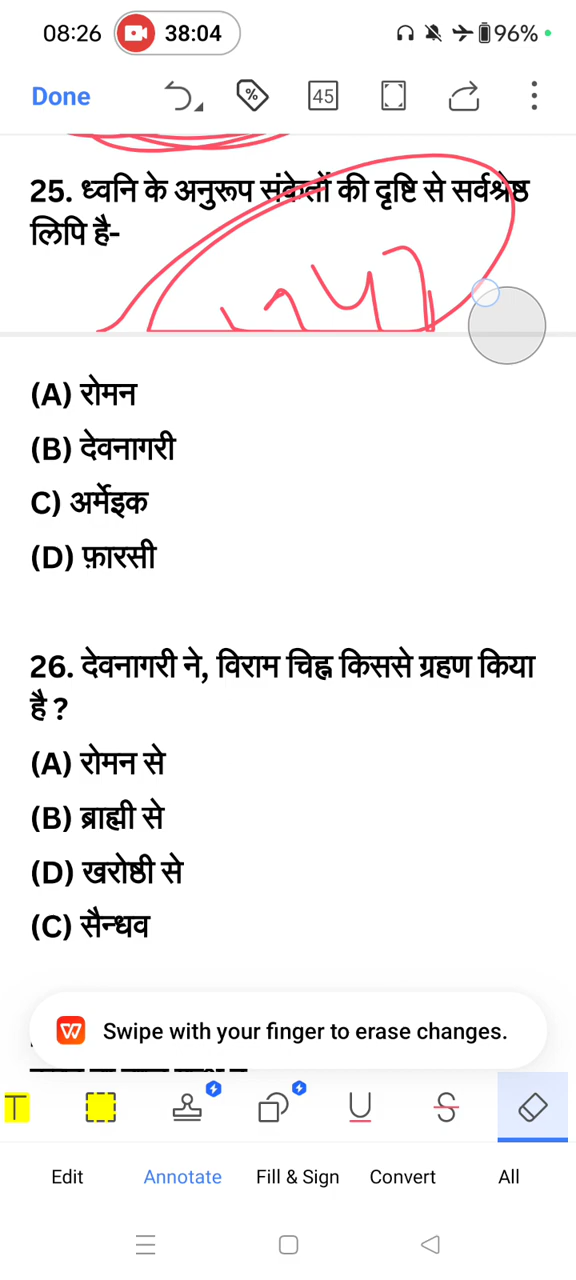 08:26 38:04 96%
Done % 45
25. ध्वनि के अनुरूप संकेतों की दृष्टि से सर्वश्रेष्ठ
लिपि है-
(A) रोमन
(B) देवनागरी
C) अर्मेइक
(D) फ़ारसी
26. देवनागरी ने, विराम चिह्न किससे ग्रहण किया
है ?
(A) रोमन से
(B) ब्राह्मी से
(D) खरोष्ठी से
(C) सैन्धव
Swipe with your finger to erase changes.
T U S
Edit Annotate Fill & Sign Convert All